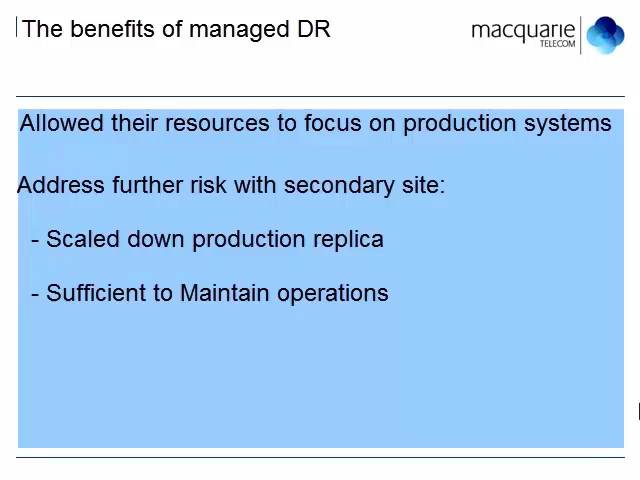 The benefits of managed DR
macquarie
TELECOM
Allowed their resources to focus on production systems
Address further risk with secondary site:
- Scaled down production replica
- Sufficient to Maintain operations